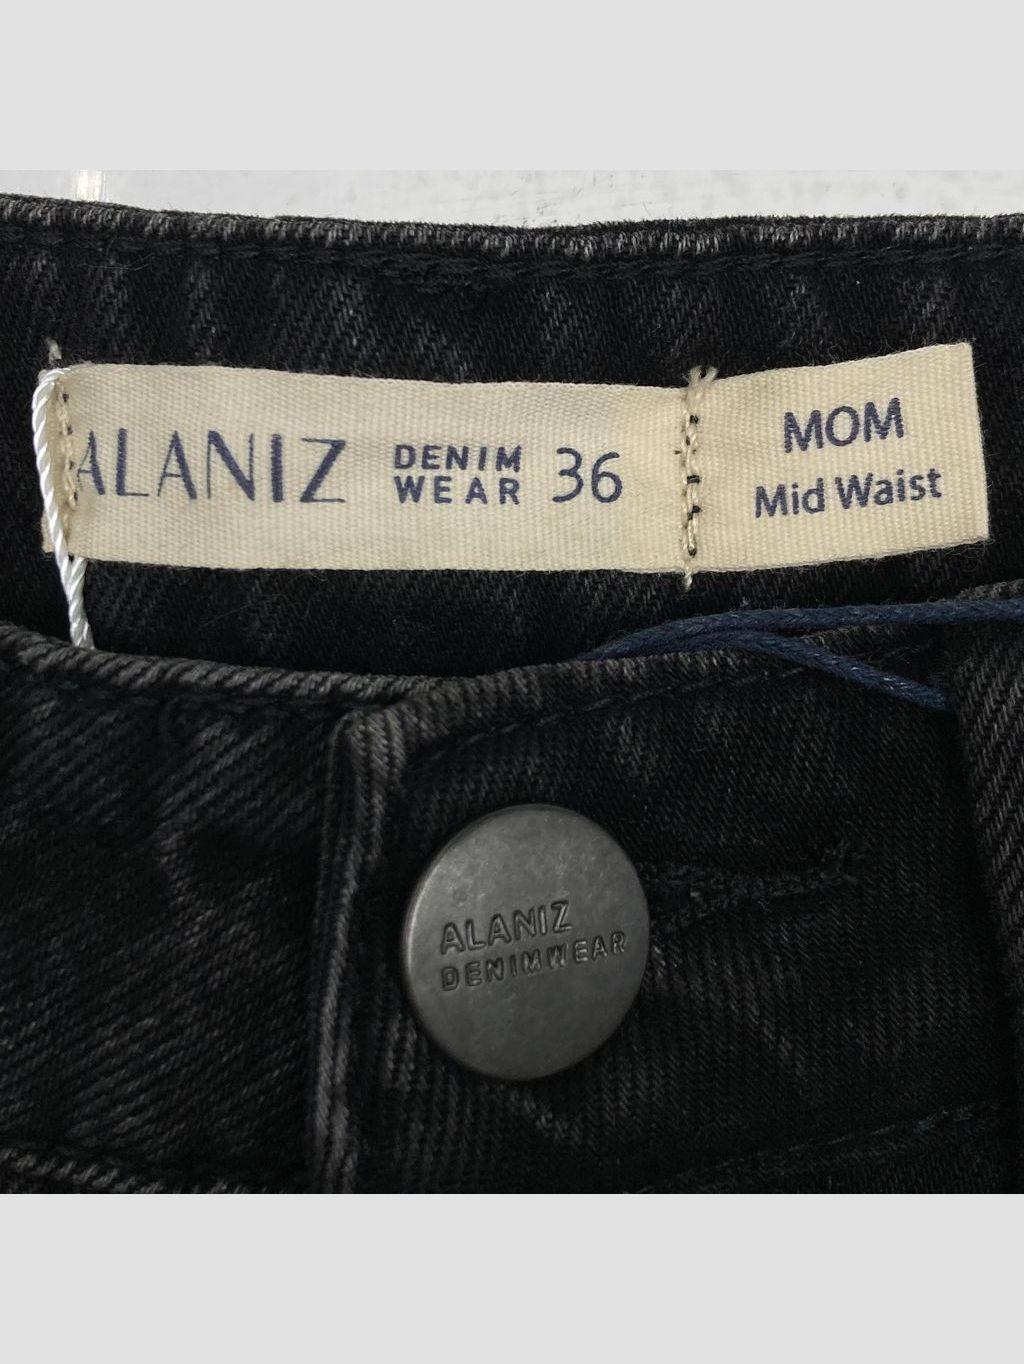 ALANIZ DENIM WEAR 36
MOM
Mid Waist
ALANIZ
DENIMWEAR